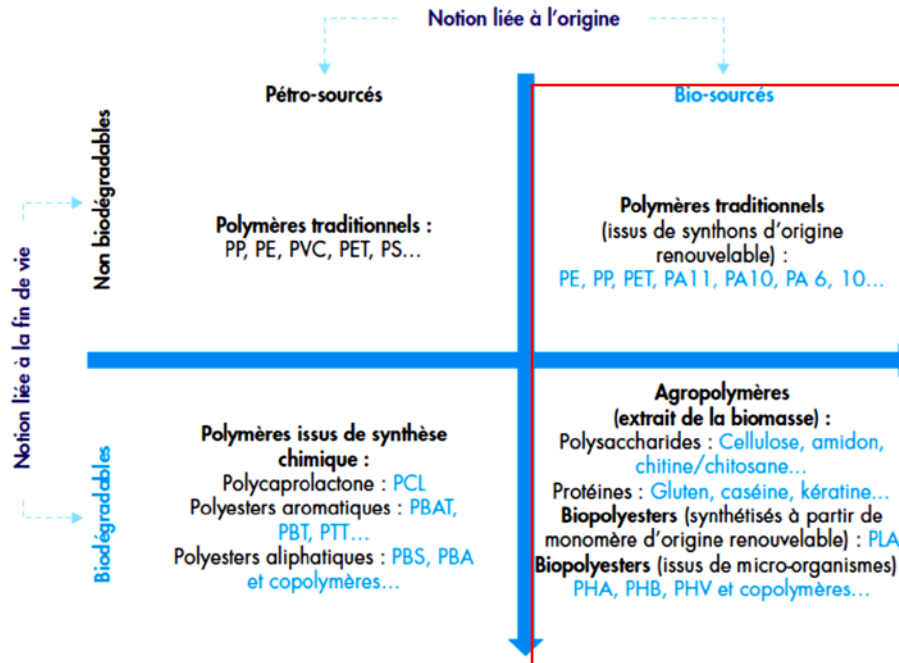 Notion liée à l'origine
Pétro-sourcés
Bio-sourcés
Notion liée à la fin de vie
Non biodégradables
Polymères traditionnels :
PP, PE, PVC, PET, PS...
Polymères traditionnels
(issus de synthons d'origine
renouvelable) :
PE, PP, PET, PA11, PA10, PA 6, 10...
Biodégradables
Polymères issus de synthèse
chimique :
Polycaprolactone : PCL
Polyesters aromatiques : PBAT,
PBT, PTT...
Polyesters aliphatiques : PBS, PBA
et copolymères...
Agropolymères
(extrait de la biomasse) :
Polysaccharides : Cellulose, amidon,
chitine/chitosane...
Protéines : Gluten, caséine, kératine...
Biopolyesters (synthétisés à partir de
monomère d'origine renouvelable) : PLA
Biopolyesters (issus de micro-organismes)
PHA, PHB, PHV et copolymères...